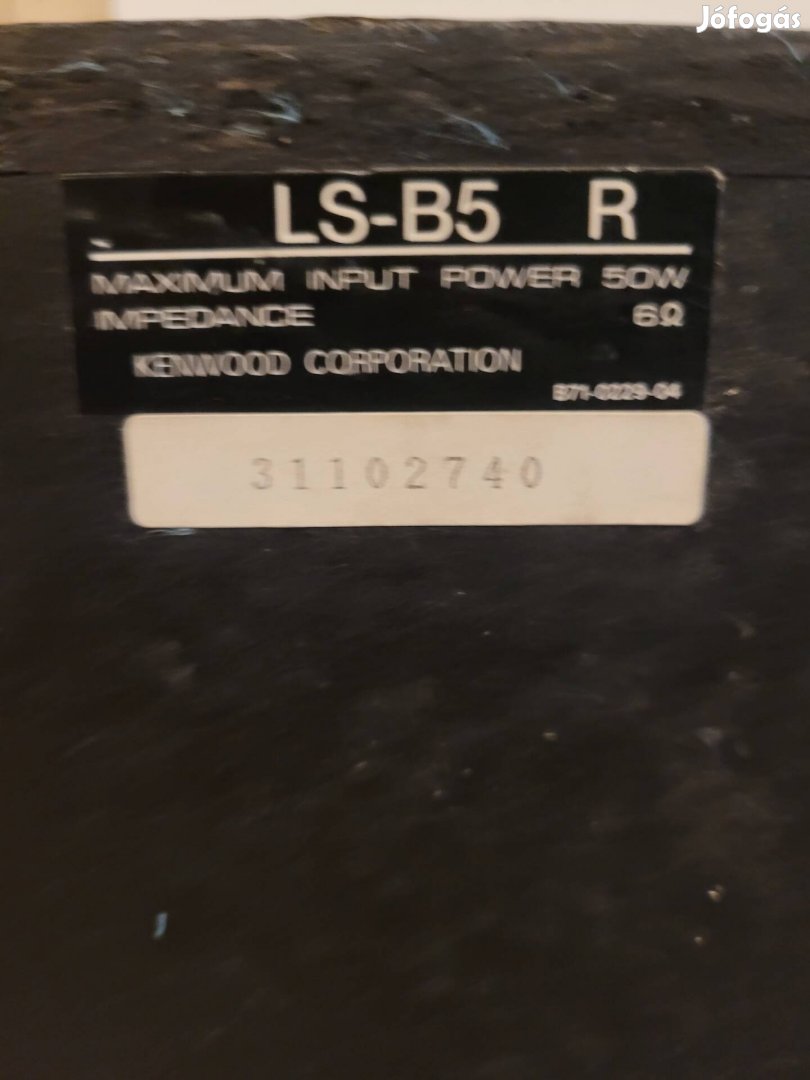 Jófogás
LS-B5 R
MAXIMUM INPUT POWER 50W
IMPEDANCE 6Ω
KENWOOD CORPORATION
B71-0229-04
31102740